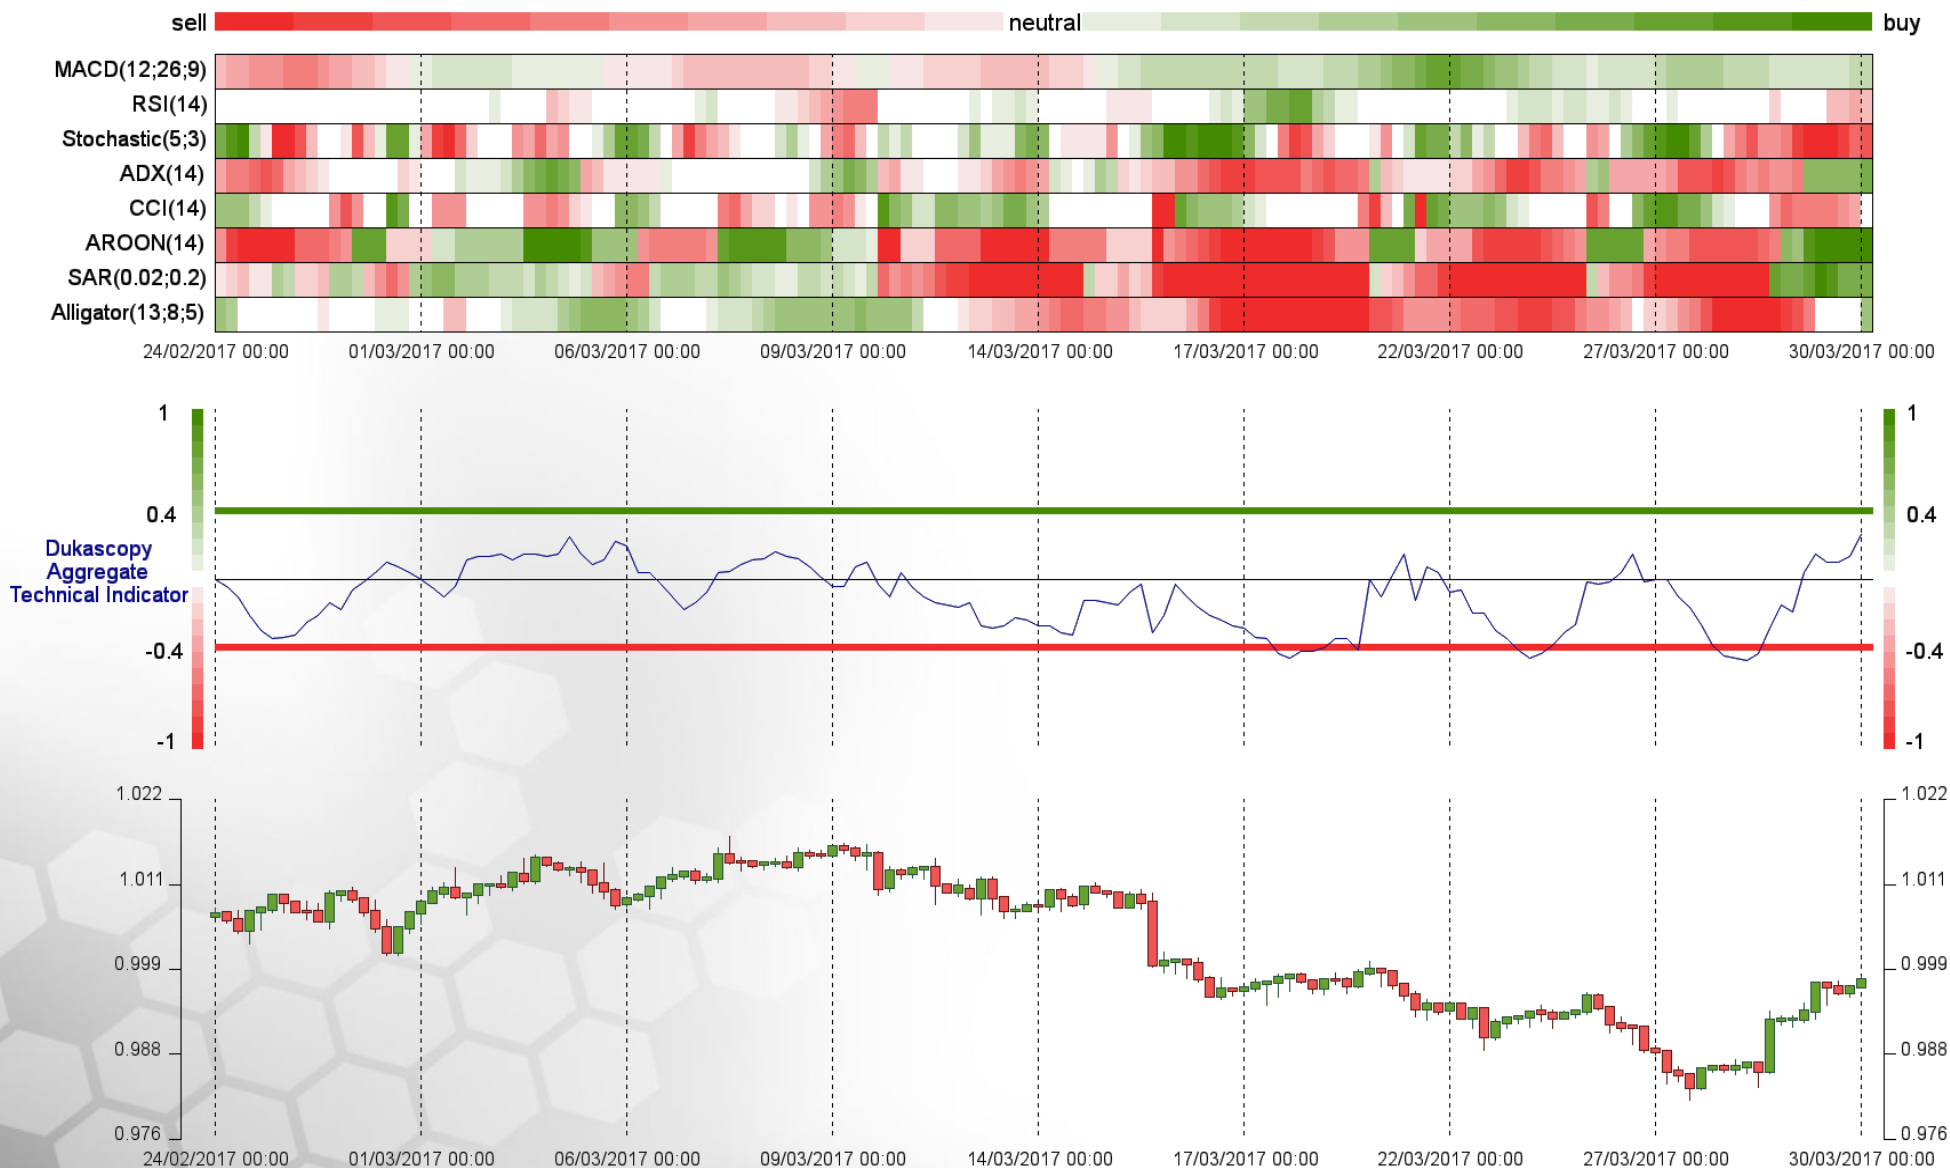 sell neutral buy
MACD(12;26;9)
RSI(14)
Stochastic(5;3)
ADX(14)
CCI(14)
AROON(14)
SAR(0.02;0.2)
Alligator(13;8;5)
24/02/2017 00:00 01/03/2017 00:00 06/03/2017 00:00 09/03/2017 00:00 14/03/2017 00:00 17/03/2017 00:00 22/03/2017 00:00 27/03/2017 00:00 30/03/2017 00:00
1 1
0.4 0.4
Dukascopy
Aggregate
Technical Indicator
-0.4 -0.4
-1 -1
1.022 1.022
1.011 1.011
0.999 0.999
0.988 0.988
0.976 0.976
24/02/2017 00:00 01/03/2017 00:00 06/03/2017 00:00 09/03/2017 00:00 14/03/2017 00:00 17/03/2017 00:00 22/03/2017 00:00 27/03/2017 00:00 30/03/2017 00:00